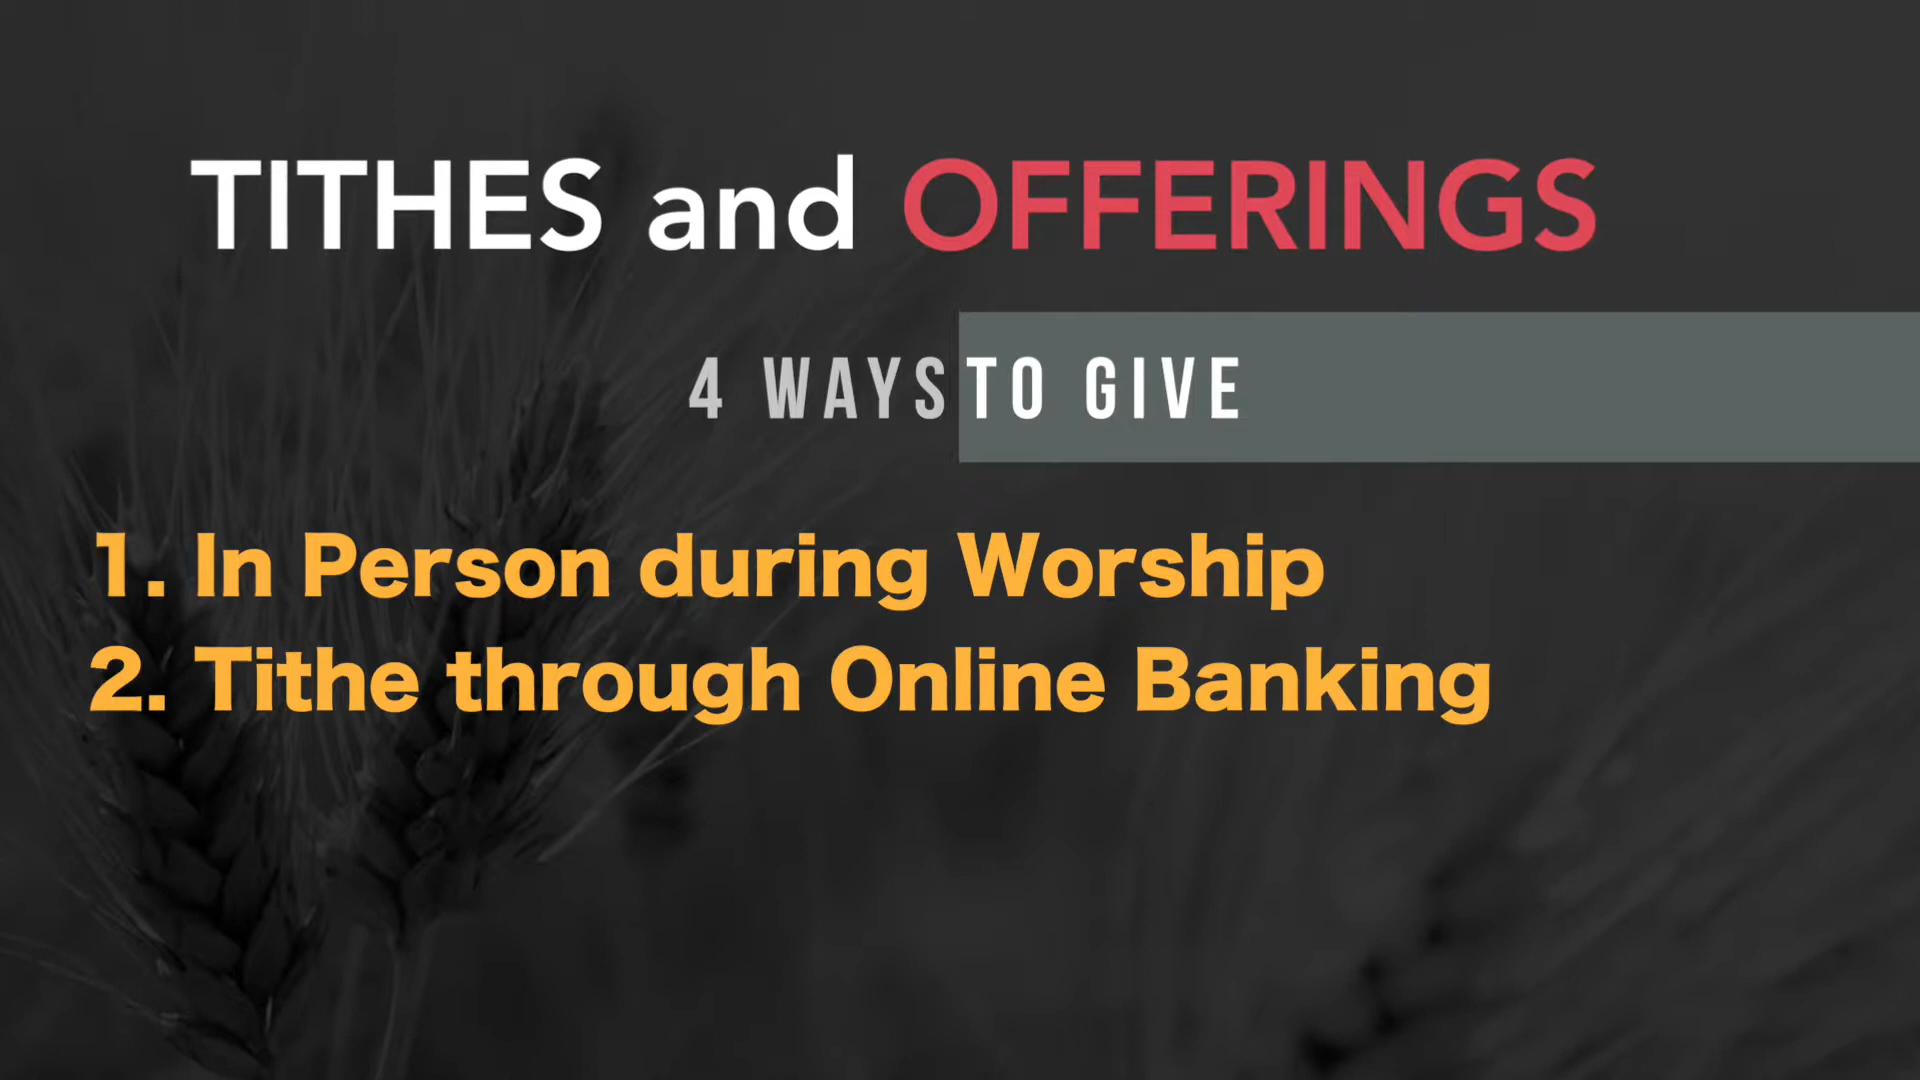 TITHES and OFFERINGS
4 WAYS TO GIVE
1. In Person during Worship
2. Tithe through Online Banking